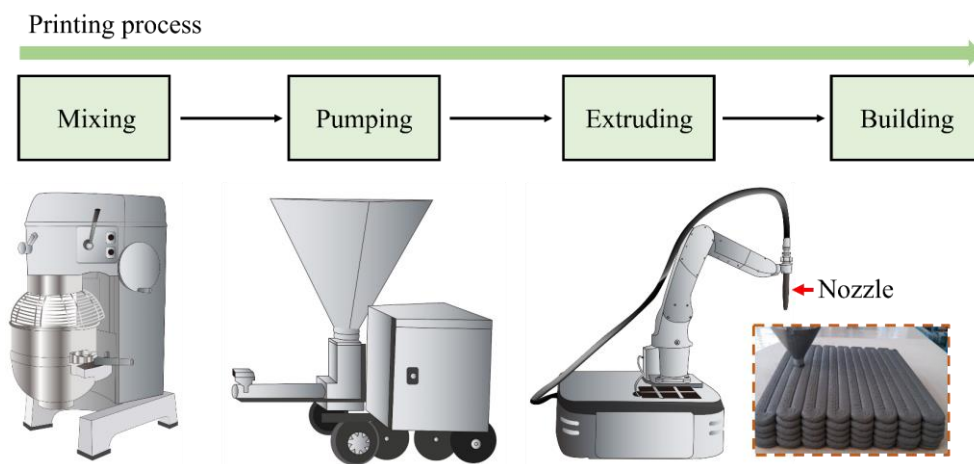 Printing process
Mixing
Pumping
Extruding
Building
Nozzle